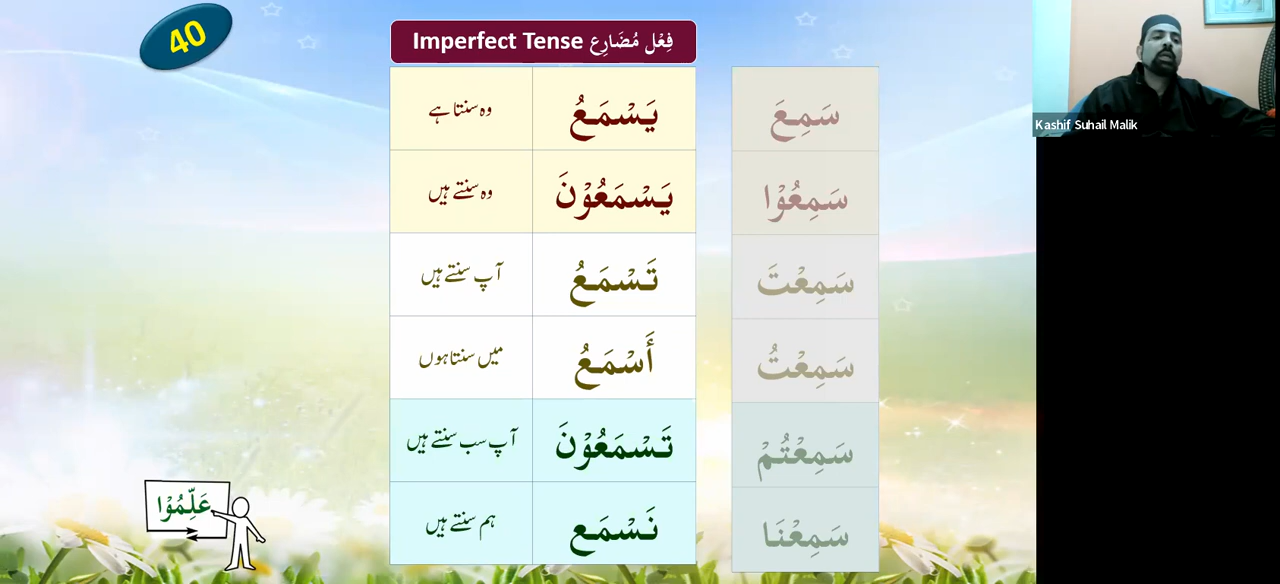 40
Imperfect Tense فِعْل مُضَارِع
يَسْمَعُ وہ سنتا ہے
سَمِعَ
يَسْمَعُوْنَ وہ سنتے ہیں
سَمِعُوْا
تَسْمَعُ آپ سنتے ہیں
سَمِعْتَ
أَسْمَعُ میں سنتا ہوں
سَمِعْتُ
تَسْمَعُوْنَ آپ سب سنتے ہیں
سَمِعْتُمْ
نَسْمَع ہم سنتے ہیں
سَمِعْنَا
عَلِّمُوْا
Kashif Suhail Malik